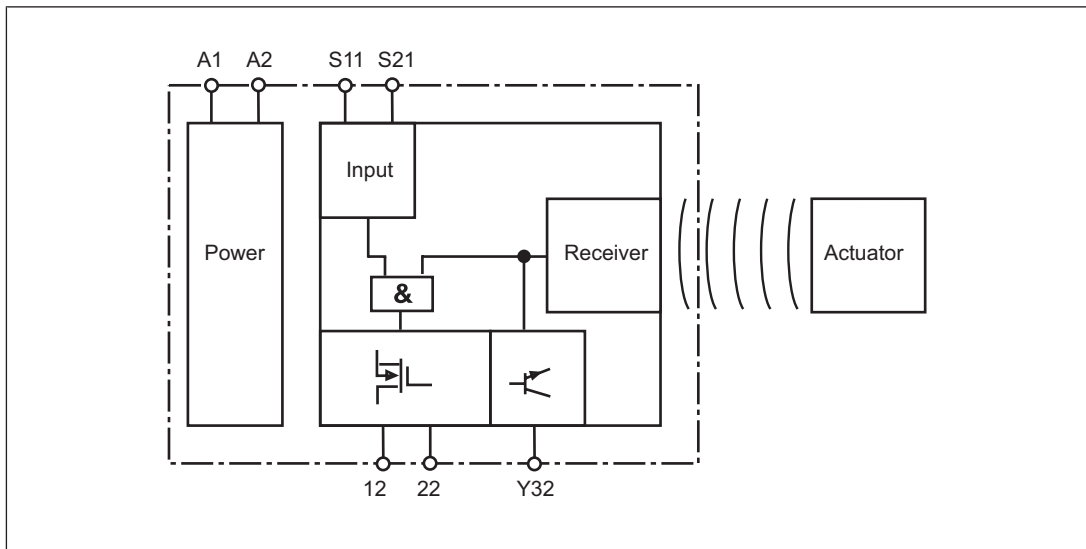 A1 A2 S11 S21
Input
Power
Receiver
Actuator
&
12 22 Y32